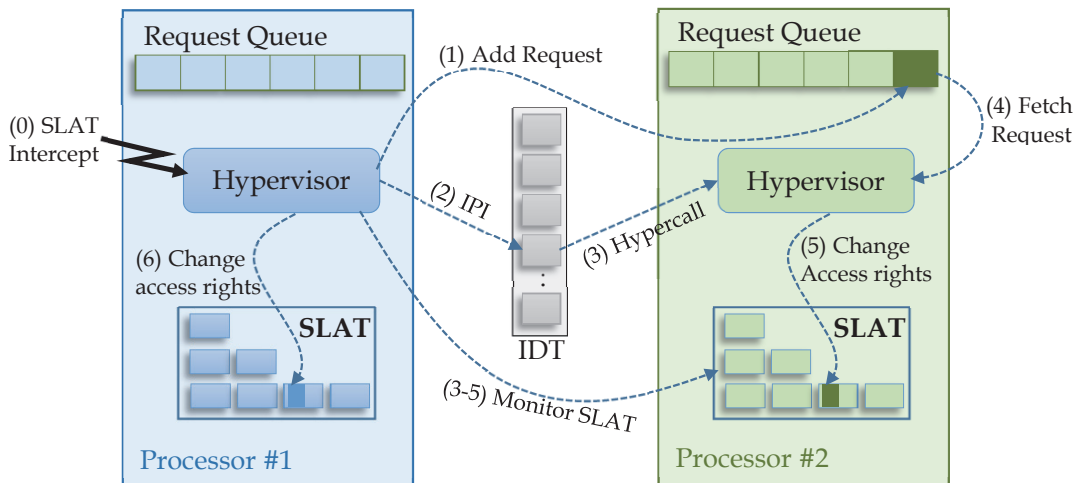 Request Queue
(0) SLAT
Intercept
Hypervisor
(6) Change
access rights
SLAT
Processor #1
(1) Add Request
(2) IPI
(3) Hypercall
IDT
(3-5) Monitor SLAT
Request Queue
(4) Fetch
Request
Hypervisor
(5) Change
Access rights
SLAT
Processor #2